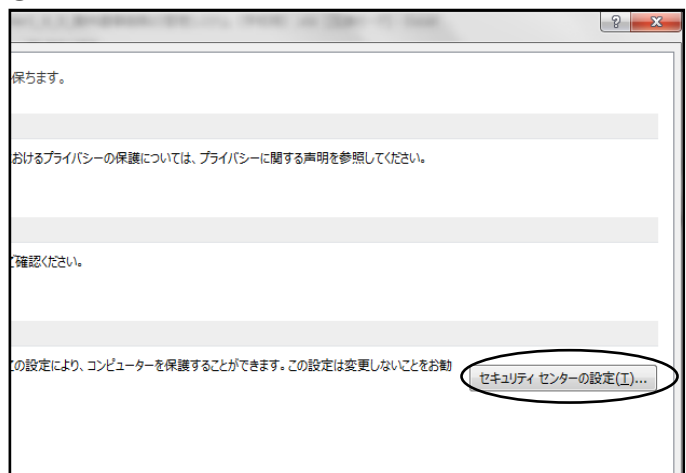 保ちます。
おけるプライバシーの保護については、プライバシーに関する声明を参照してください。
ご確認ください。
の設定により、コンピューターを保護することができます。この設定は変更しないことをお勧
セキュリティ センターの設定(T)...